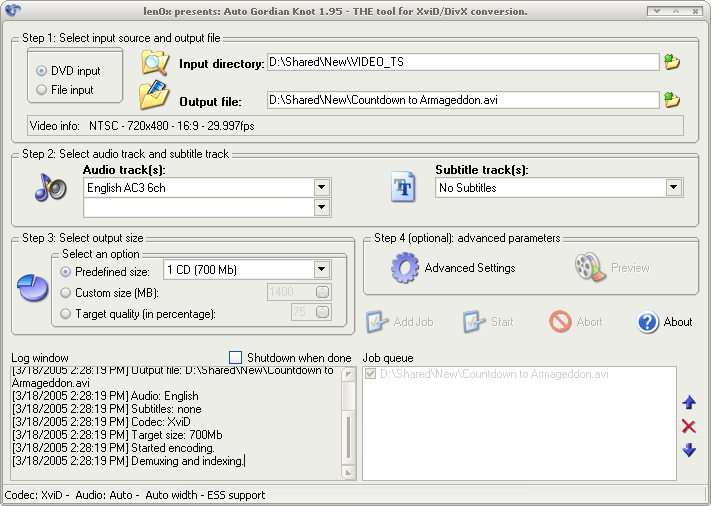 len0x presents: Auto Gordian Knot 1.95 - THE tool for XviD/DivX conversion.
Step 1: Select input source and output file
DVD input
File input
Input directory: D:\Shared\New\VIDEO_TS
Output file: D:\Shared\New\Countdown to Armageddon.avi
Video info: NTSC - 720x480 - 16:9 - 29.997fps
Step 2: Select audio track and subtitle track
Audio track(s):
English AC3 6ch
Subtitle track(s):
No Subtitles
Step 3: Select output size
Select an option
Predefined size: 1 CD (700 Mb)
Custom size (MB): 1400
Target quality (in percentage): 75
Step 4 (optional): advanced parameters
Advanced Settings
Preview
Add Job
Start
Abort
About
Log window
Shutdown when done
[3/18/2005 2:28:19 PM] Output file: D:\Shared\New\Countdown to
Armageddon.avi
[3/18/2005 2:28:19 PM] Audio: English
[3/18/2005 2:28:19 PM] Subtitles: none
[3/18/2005 2:28:19 PM] Codec: XviD
[3/18/2005 2:28:19 PM] Target size: 700Mb
[3/18/2005 2:28:19 PM] Started encoding.
[3/18/2005 2:28:19 PM] Demuxing and indexing.
Job queue
D:\Shared\New\Countdown to Armageddon.avi
Codec: XviD - Audio: Auto - Auto width - ESS support